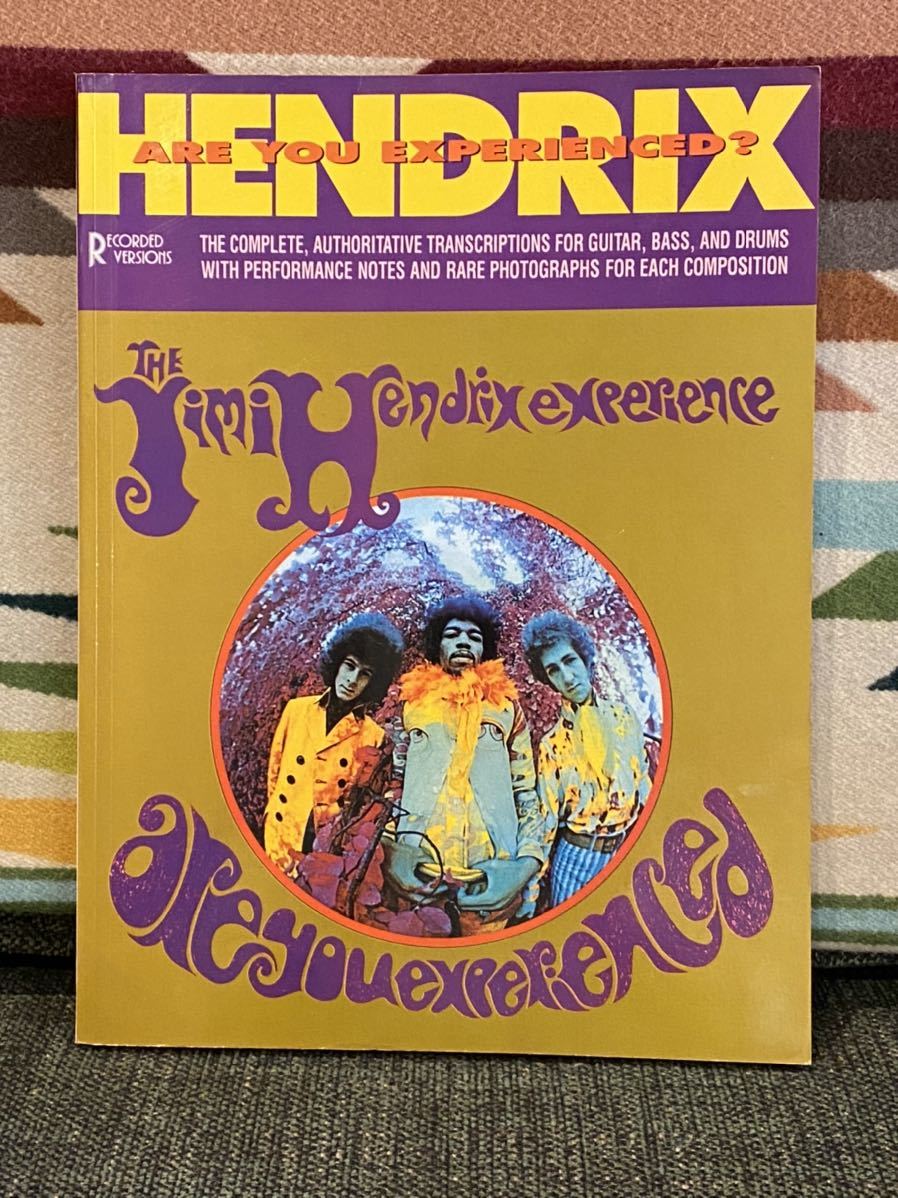 HENDRIX
ARE YOU EXPERIENCED?
RECORDED
VERSIONS
THE COMPLETE, AUTHORITATIVE TRANSCRIPTIONS FOR GUITAR, BASS, AND DRUMS
WITH PERFORMANCE NOTES AND RARE PHOTOGRAPHS FOR EACH COMPOSITION
THE
Jimi Hendrix experience
are you experienced